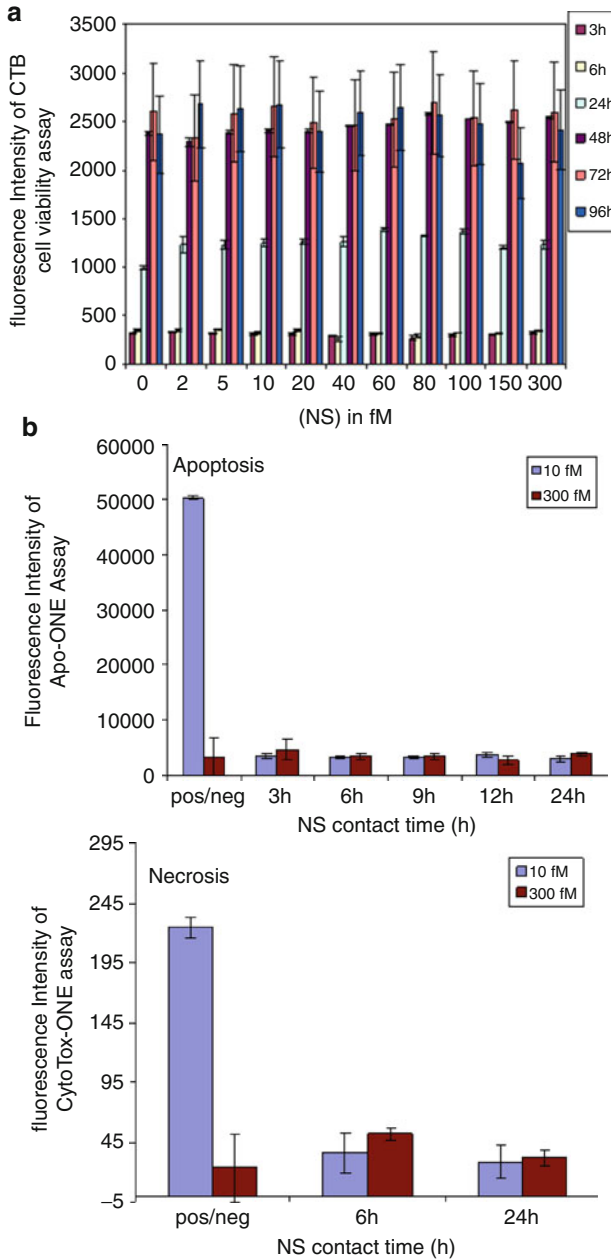 a
fluorescence Intensity of CTB
cell viability assay
3500
3000
2500
2000
1500
1000
500
0
3h
6h
24h
48h
72h
96h
0 2 5 10 20 40 60 80 100 150 300
(NS) in fM
b
Fluorescence Intensity of
Apo-ONE Assay
60000
50000
40000
30000
20000
10000
0
Apoptosis
10 fM
300 fM
pos/neg 3h 6h 9h 12h 24h
NS contact time (h)
fluorescence Intensity of
CytoTox-ONE assay
295
245
195
145
95
45
–5
Necrosis
10 fM
300 fM
pos/neg 6h 24h
NS contact time (h)